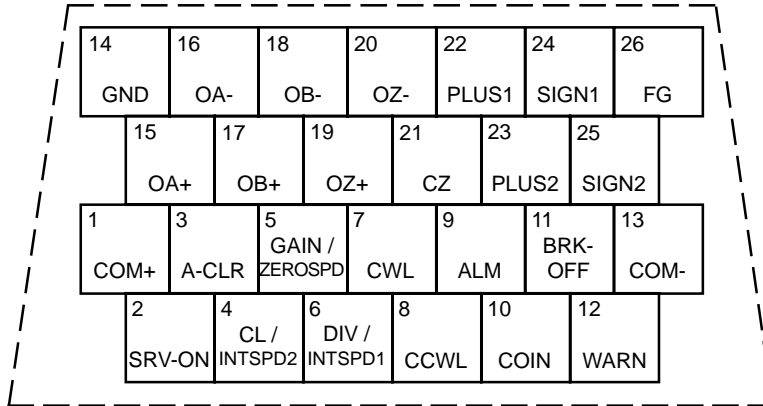 14 16 18 20 22 24 26
GND OA- OB- OZ- PLUS1 SIGN1 FG
15 17 19 21 23 25
OA+ OB+ OZ+ CZ PLUS2 SIGN2
1 3 5 7 9 11 13
GAIN / BRK-
COM+ A-CLR ZEROSPD CWL ALM OFF COM-
2 4 6 8 10 12
CL / DIV /
SRV-ON INTSPD2 INTSPD1 CCWL COIN WARN